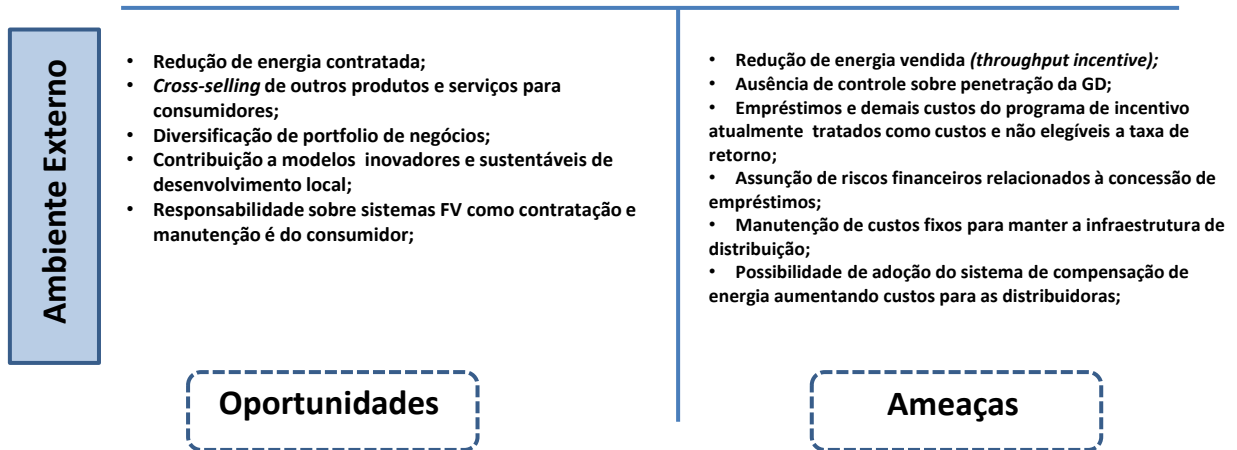 Ambiente Externo
• Redução de energia contratada;
• Cross-selling de outros produtos e serviços para
consumidores;
• Diversificação de portfolio de negócios;
• Contribuição a modelos inovadores e sustentáveis de
desenvolvimento local;
• Responsabilidade sobre sistemas FV como contratação e
manutenção é do consumidor;
Oportunidades
• Redução de energia vendida (throughput incentive);
• Ausência de controle sobre penetração da GD;
• Empréstimos e demais custos do programa de incentivo
atualmente tratados como custos e não elegíveis a taxa de
retorno;
• Assunção de riscos financeiros relacionados à concessão de
empréstimos;
• Manutenção de custos fixos para manter a infraestrutura de
distribuição;
• Possibilidade de adoção do sistema de compensação de
energia aumentando custos para as distribuidoras;
Ameaças